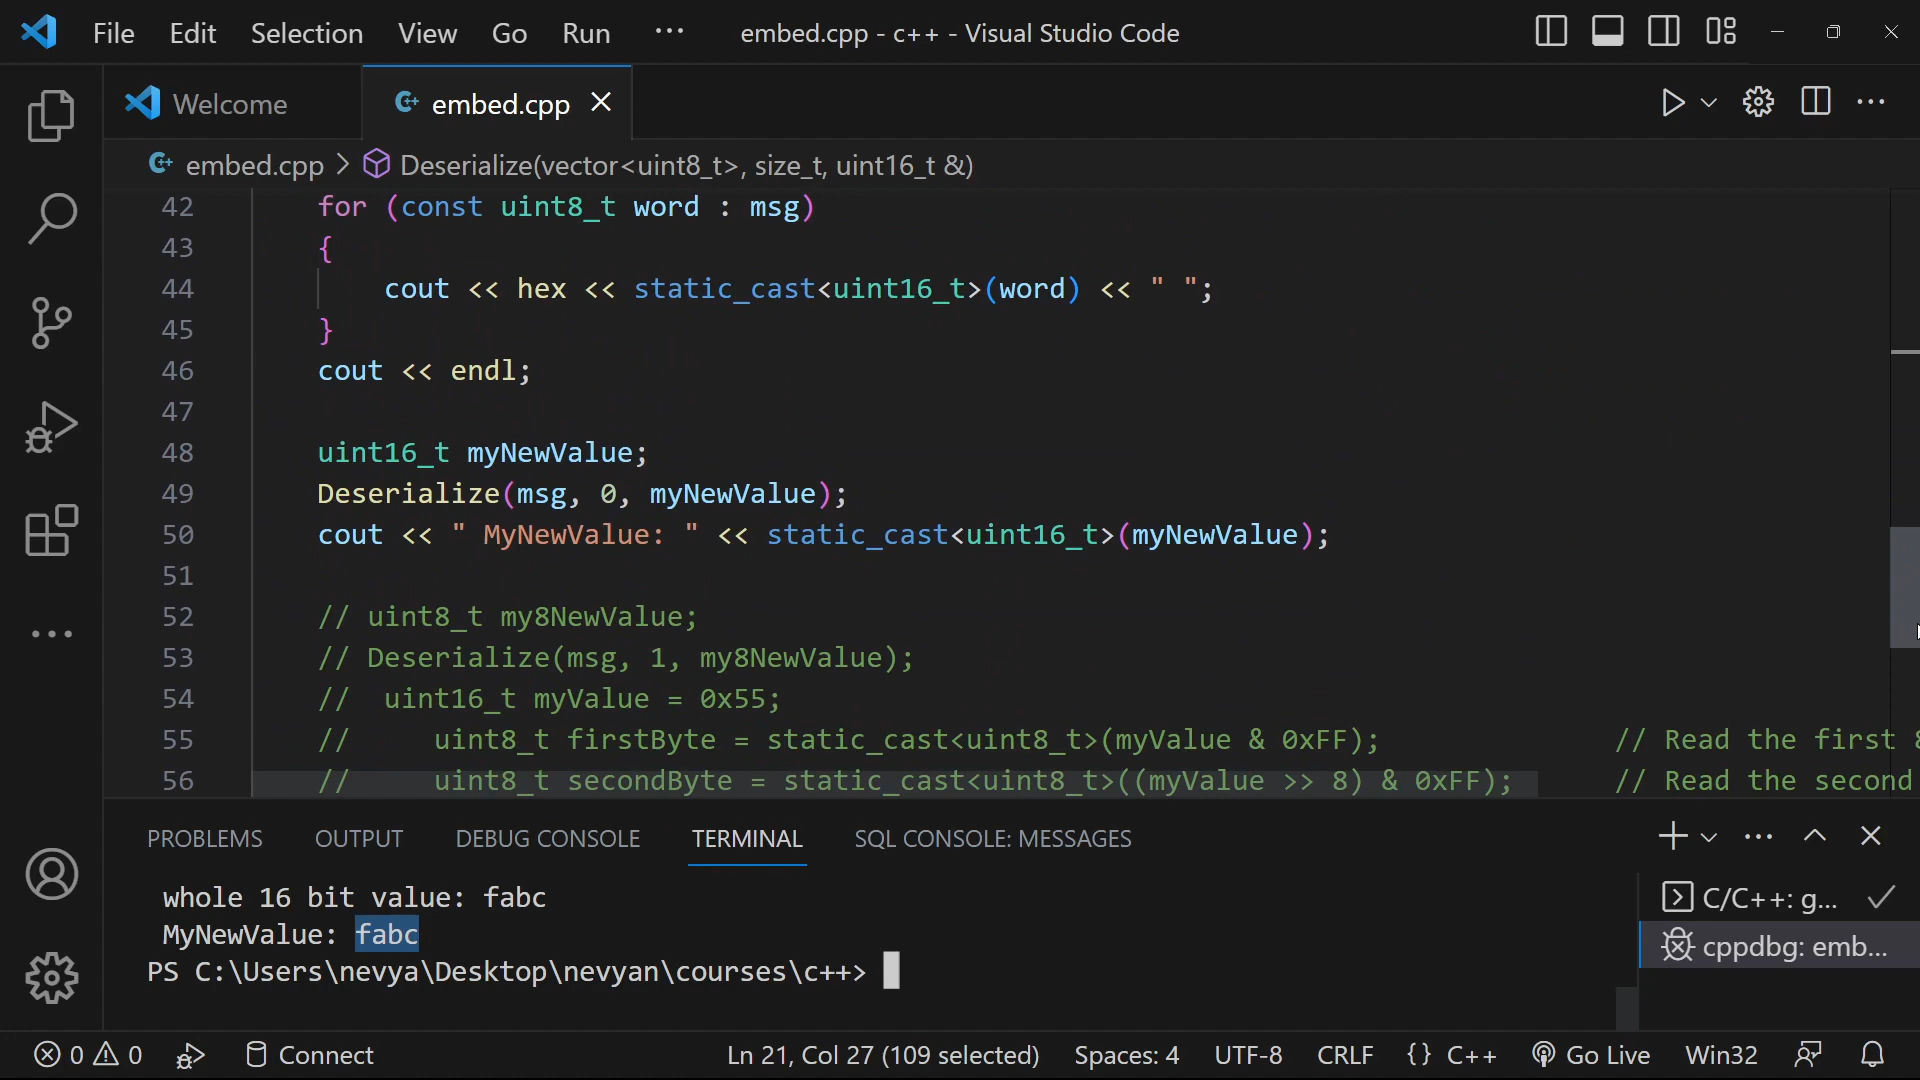 File Edit Selection View Go Run ··· embed.cpp - c++ - Visual Studio Code
Welcome embed.cpp
embed.cpp > Deserialize(vector<uint8_t>, size_t, uint16_t &)
42 for (const uint8_t word : msg)
43 {
44 cout << hex << static_cast<uint16_t>(word) << " ";
45 }
46 cout << endl;
47
48 uint16_t myNewValue;
49 Deserialize(msg, 0, myNewValue);
50 cout << " MyNewValue: " << static_cast<uint16_t>(myNewValue);
51
52 // uint8_t my8NewValue;
53 // Deserialize(msg, 1, my8NewValue);
54 // uint16_t myValue = 0x55;
55 // uint8_t firstByte = static_cast<uint8_t>(myValue & 0xFF); // Read the first
56 // uint8_t secondByte = static_cast<uint8_t>((myValue >> 8) & 0xFF); // Read the second
PROBLEMS OUTPUT DEBUG CONSOLE TERMINAL SQL CONSOLE: MESSAGES
whole 16 bit value: fabc
MyNewValue: fabc
PS C:\Users\nevya\Desktop\nevyan\courses\c++>
C/C++: g...
cppdbg: emb...
0 0 Connect Ln 21, Col 27 (109 selected) Spaces: 4 UTF-8 CRLF {} C++ Go Live Win32